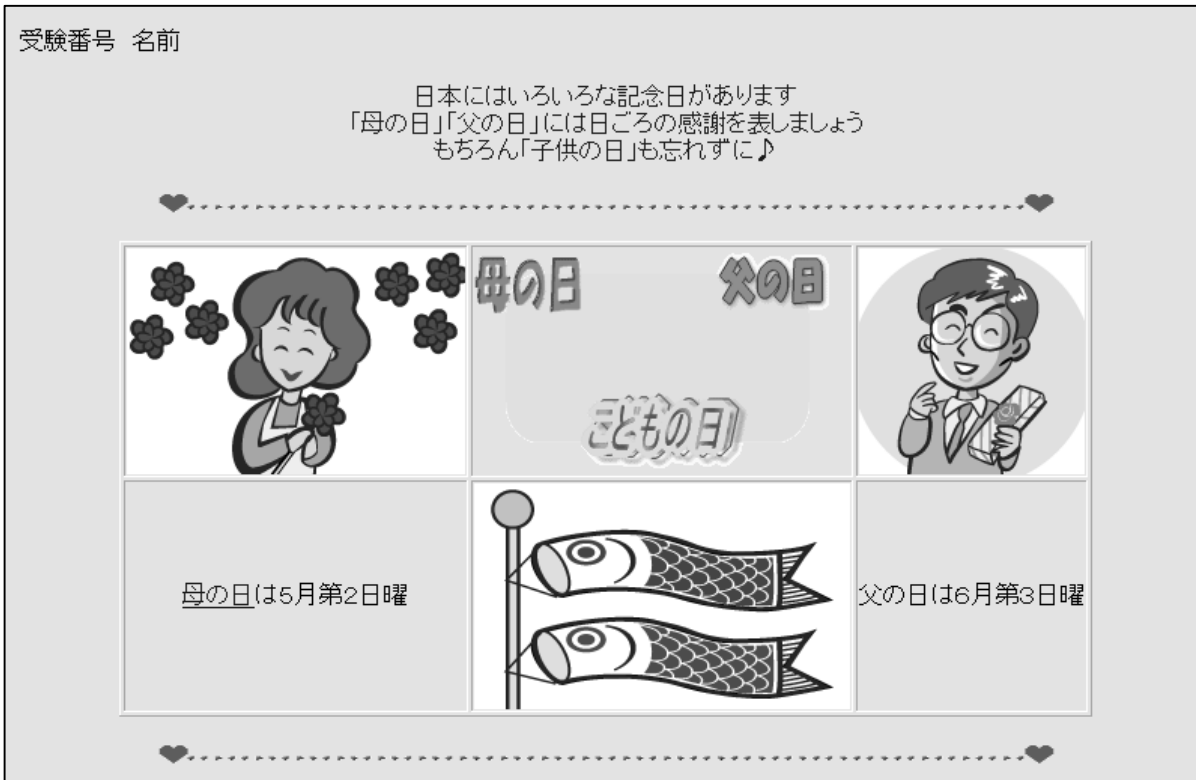 受験番号 名前
日本にはいろいろな記念日があります
「母の日」「父の日」には日ごろの感謝を表しましょう
もちろん「子供の日」も忘れずに♪
母の日 父の日
こどもの日
母の日は5月第2日曜
父の日は6月第3日曜